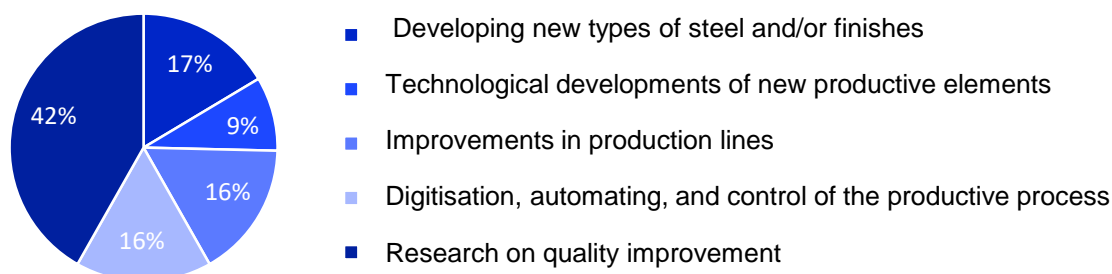 17%
9%
16%
16%
42%
Developing new types of steel and/or finishes
Technological developments of new productive elements
Improvements in production lines
Digitisation, automating, and control of the productive process
Research on quality improvement